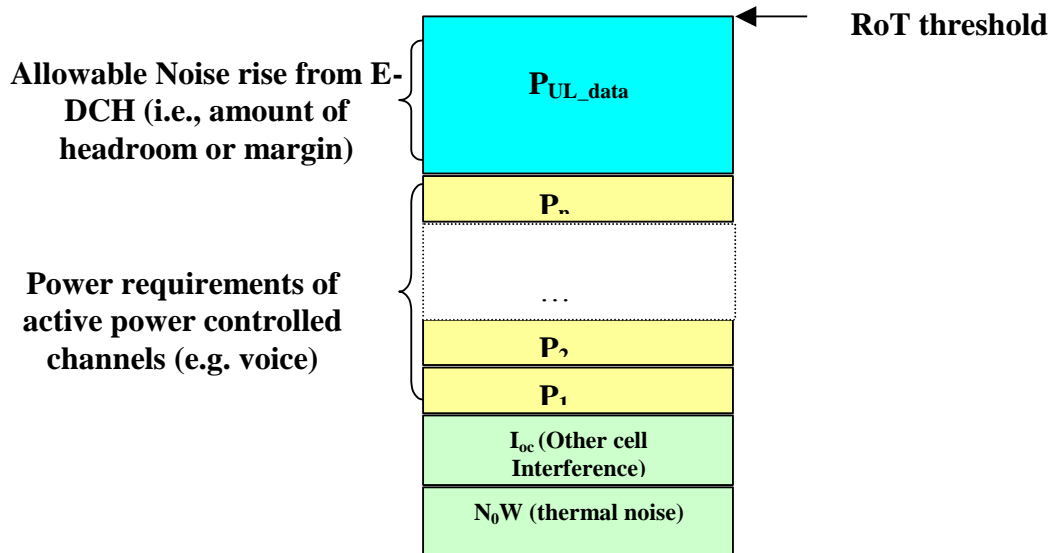 RoT threshold
Allowable Noise rise from E-
DCH (i.e., amount of
headroom or margin)
P_UL_data
P_n
Power requirements of
active power controlled
channels (e.g. voice)
...
P_2
P_1
I_oc (Other cell
Interference)
N_0W (thermal noise)